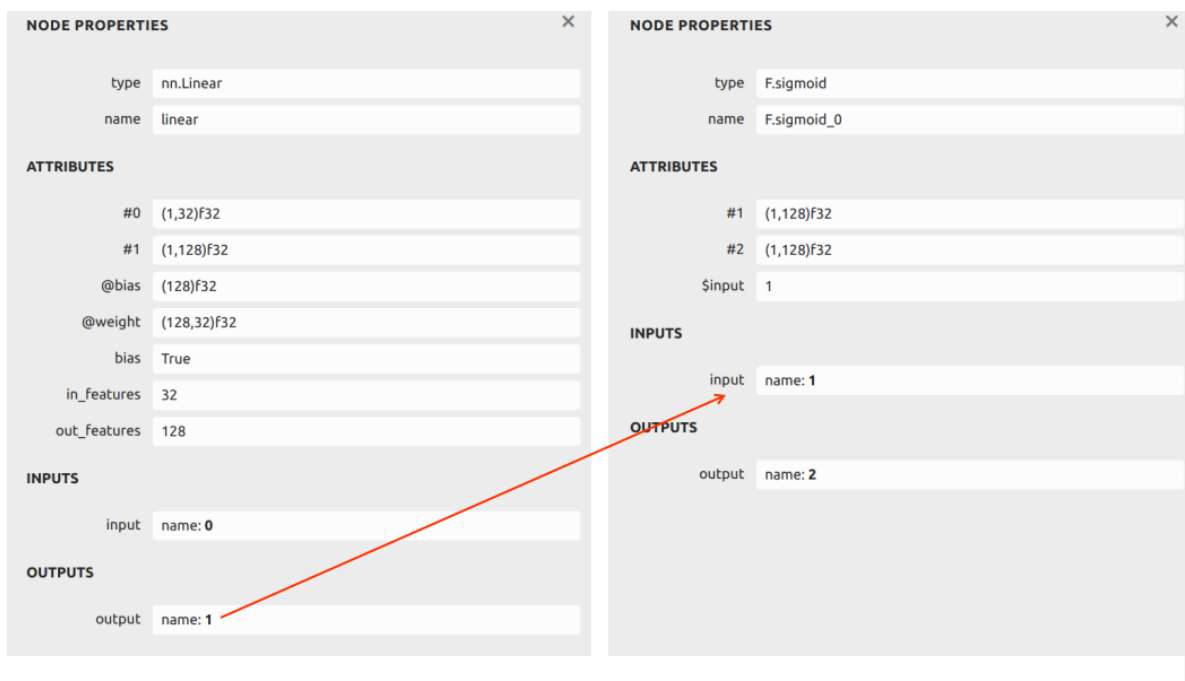 NODE PROPERTIES ×
type nn.Linear
name linear
ATTRIBUTES
#0 (1,32)f32
#1 (1,128)f32
@bias (128)f32
@weight (128,32)f32
bias True
in_features 32
out_features 128
INPUTS
input name: 0
OUTPUTS
output name: 1
NODE PROPERTIES ×
type F.sigmoid
name F.sigmoid_0
ATTRIBUTES
#1 (1,128)f32
#2 (1,128)f32
$input 1
INPUTS
input name: 1
OUTPUTS
output name: 2